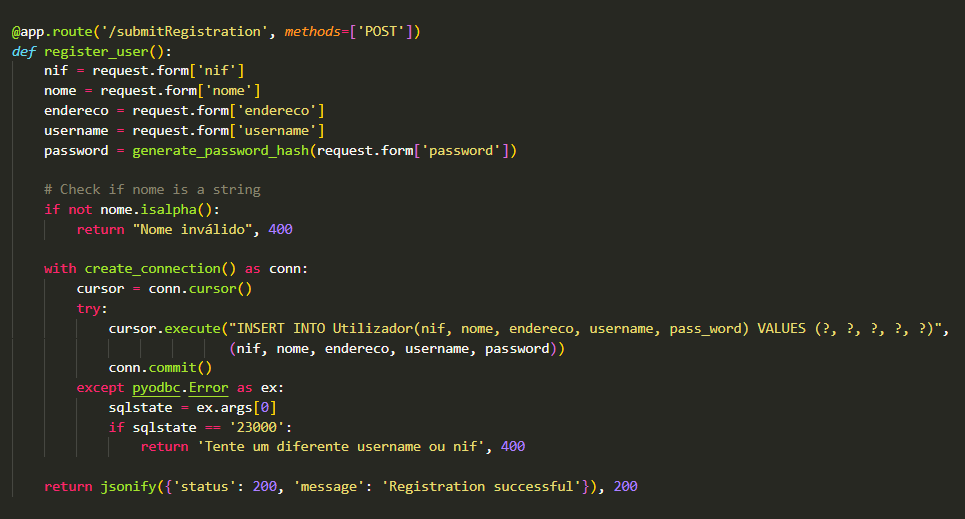 @app.route('/submitRegistration', methods=['POST'])
def register_user():
    nif = request.form['nif']
    nome = request.form['nome']
    endereco = request.form['endereco']
    username = request.form['username']
    password = generate_password_hash(request.form['password'])

    # Check if nome is a string
    if not nome.isalpha():
        return "Nome inválido", 400

    with create_connection() as conn:
        cursor = conn.cursor()
        try:
            cursor.execute("INSERT INTO Utilizador(nif, nome, endereco, username, pass_word) VALUES (?, ?, ?, ?, ?)",
                           (nif, nome, endereco, username, password))
            conn.commit()
        except pyodbc.Error as ex:
            sqlstate = ex.args[0]
            if sqlstate == '23000':
                return 'Tente um diferente username ou nif', 400

    return jsonify({'status': 200, 'message': 'Registration successful'}), 200